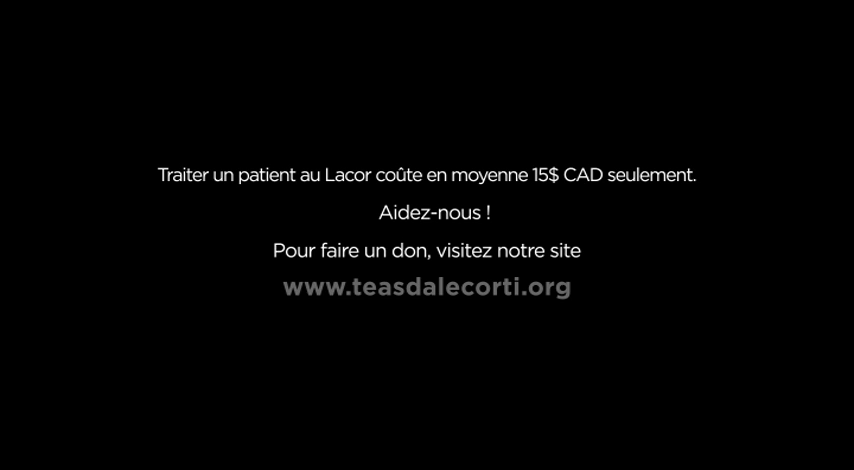 Traiter un patient au Lacor coûte en moyenne 15$ CAD seulement.
Aidez-nous !
Pour faire un don, visitez notre site
www.teasdalecorti.org